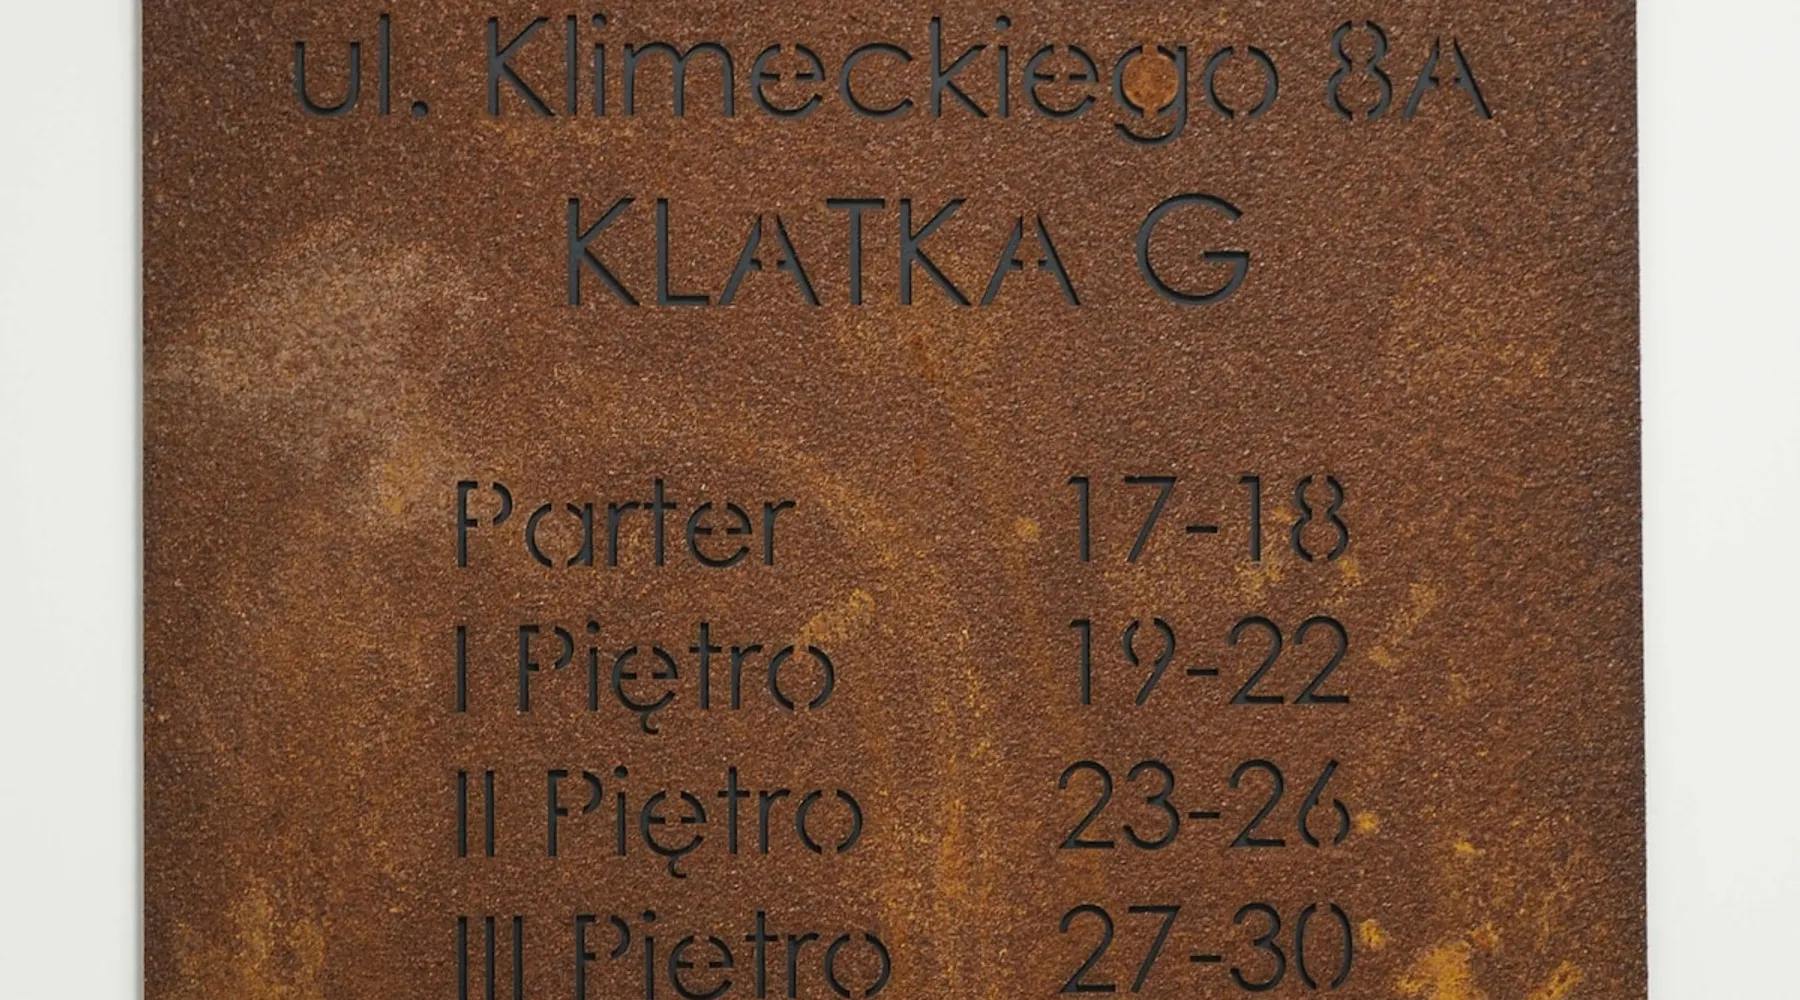 ul. Klimeckiego 8A
KLATKA G
Parter 17-18
I Piętro 19-22
II Piętro 23-26
III Piętro 27-30